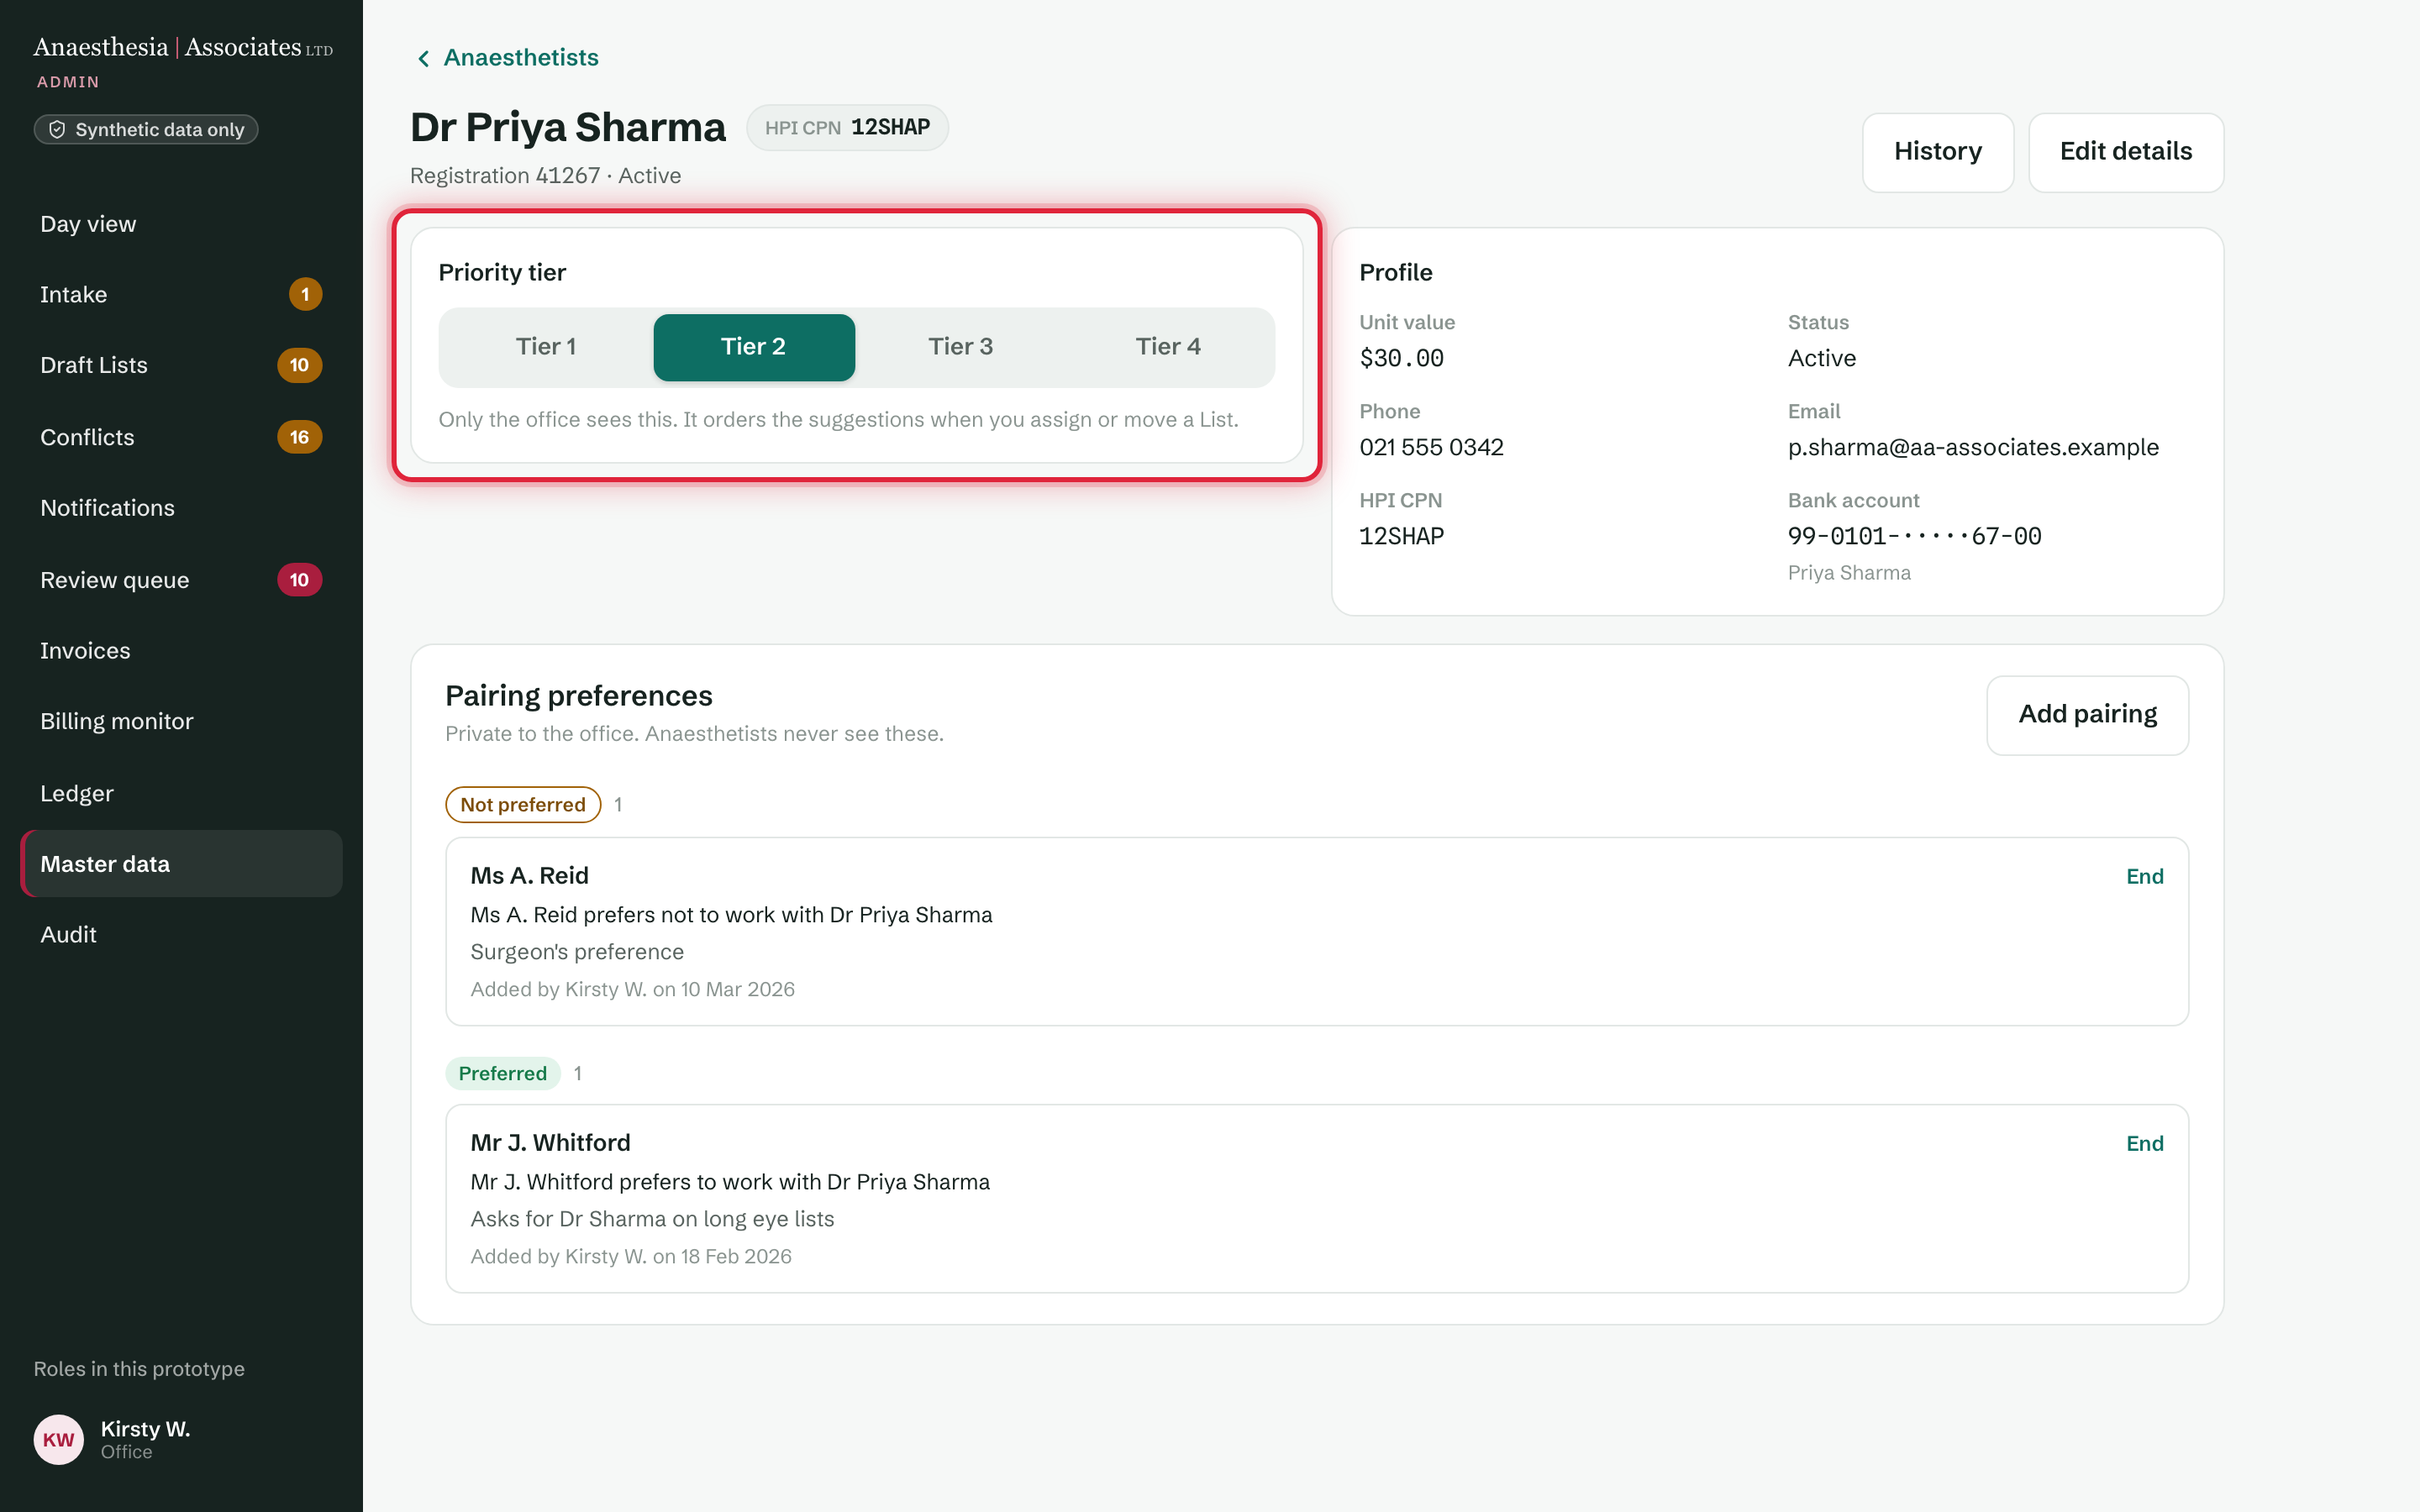 Anaesthesia | Associates LTD
ADMIN
Synthetic data only
Day view
Intake 1
Draft Lists 10
Conflicts 16
Notifications
Review queue 10
Invoices
Billing monitor
Ledger
Master data
Audit
Roles in this prototype
KW
Kirsty W.
Office
Anaesthetists
Dr Priya Sharma HPI CPN 12SHAP
Registration 41267 · Active
History
Edit details
Priority tier
Tier 1 Tier 2 Tier 3 Tier 4
Only the office sees this. It orders the suggestions when you assign or move a List.
Profile
Unit value
$30.00
Status
Active
Phone
021 555 0342
Email
p.sharma@aa-associates.example
HPI CPN
12SHAP
Bank account
99-0101-·····67-00
Priya Sharma
Pairing preferences
Private to the office. Anaesthetists never see these.
Add pairing
Not preferred 1
Ms A. Reid
End
Ms A. Reid prefers not to work with Dr Priya Sharma
Surgeon's preference
Added by Kirsty W. on 10 Mar 2026
Preferred 1
Mr J. Whitford
End
Mr J. Whitford prefers to work with Dr Priya Sharma
Asks for Dr Sharma on long eye lists
Added by Kirsty W. on 18 Feb 2026